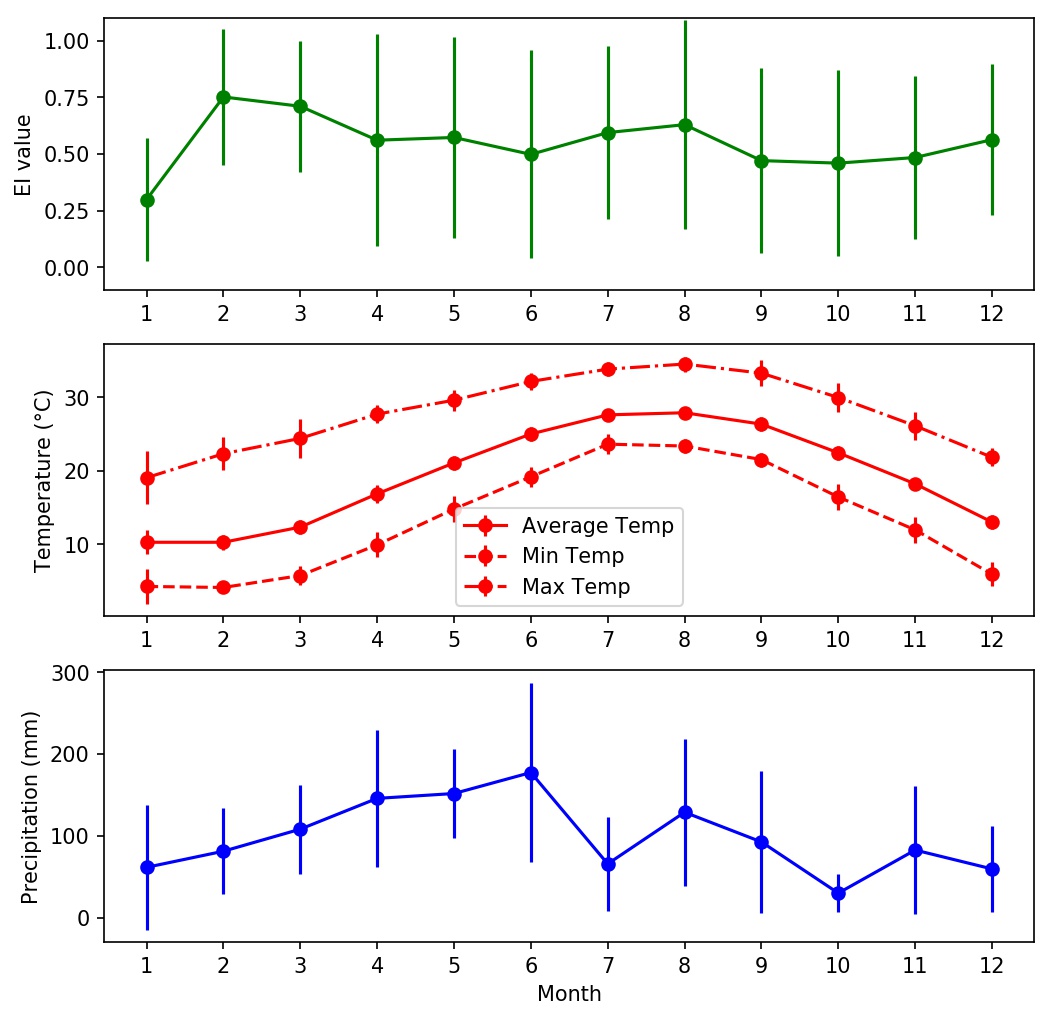 EI value
1.00
0.75
0.50
0.25
0.00
1 2 3 4 5 6 7 8 9 10 11 12
Temperature (°C)
30
20
10
Average Temp
Min Temp
Max Temp
1 2 3 4 5 6 7 8 9 10 11 12
Precipitation (mm)
300
200
100
0
1 2 3 4 5 6 7 8 9 10 11 12
Month